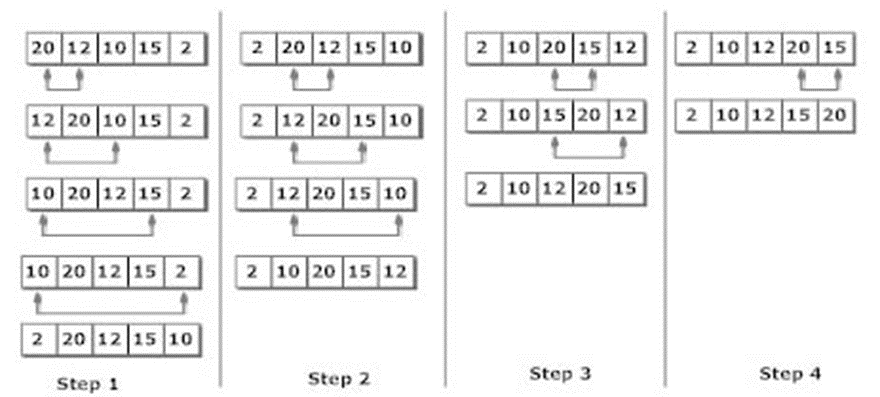 20 12 10 15 2
12 20 10 15 2
10 20 12 15 2
10 20 12 15 2
2 20 12 15 10
Step 1
2 20 12 15 10
2 12 20 15 10
2 12 20 15 10
2 10 20 15 12
Step 2
2 10 20 15 12
2 10 15 20 12
2 10 12 20 15
Step 3
2 10 12 20 15
2 10 12 15 20
Step 4